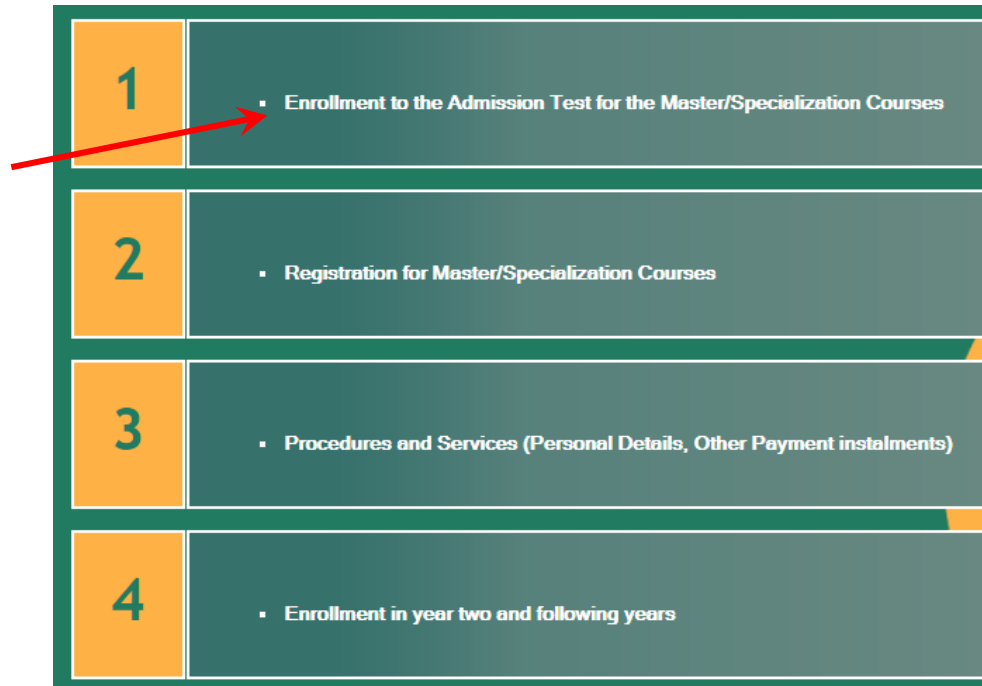 1
Enrollment to the Admission Test for the Master/Specialization Courses
2
Registration for Master/Specialization Courses
3
Procedures and Services (Personal Details, Other Payment instalments)
4
Enrollment in year two and following years